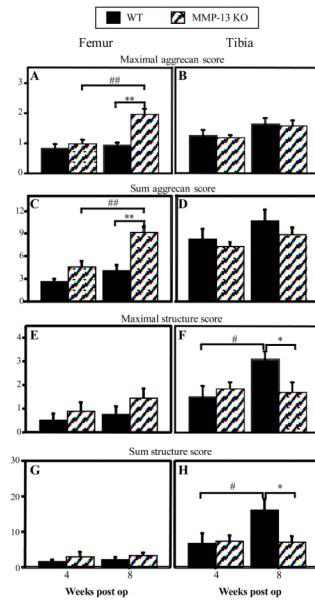 WT MMP-13 KO
Femur Tibia
Maximal aggrecan score
A B
##
**
3
2
1
0
Sum aggrecan score
C D
##
**
12
9
6
3
0
Maximal structure score
E F
# *
4
3
2
1
0
Sum structure score
G H
# *
30
20
10
0
4 8 4 8
Weeks post op Weeks post op